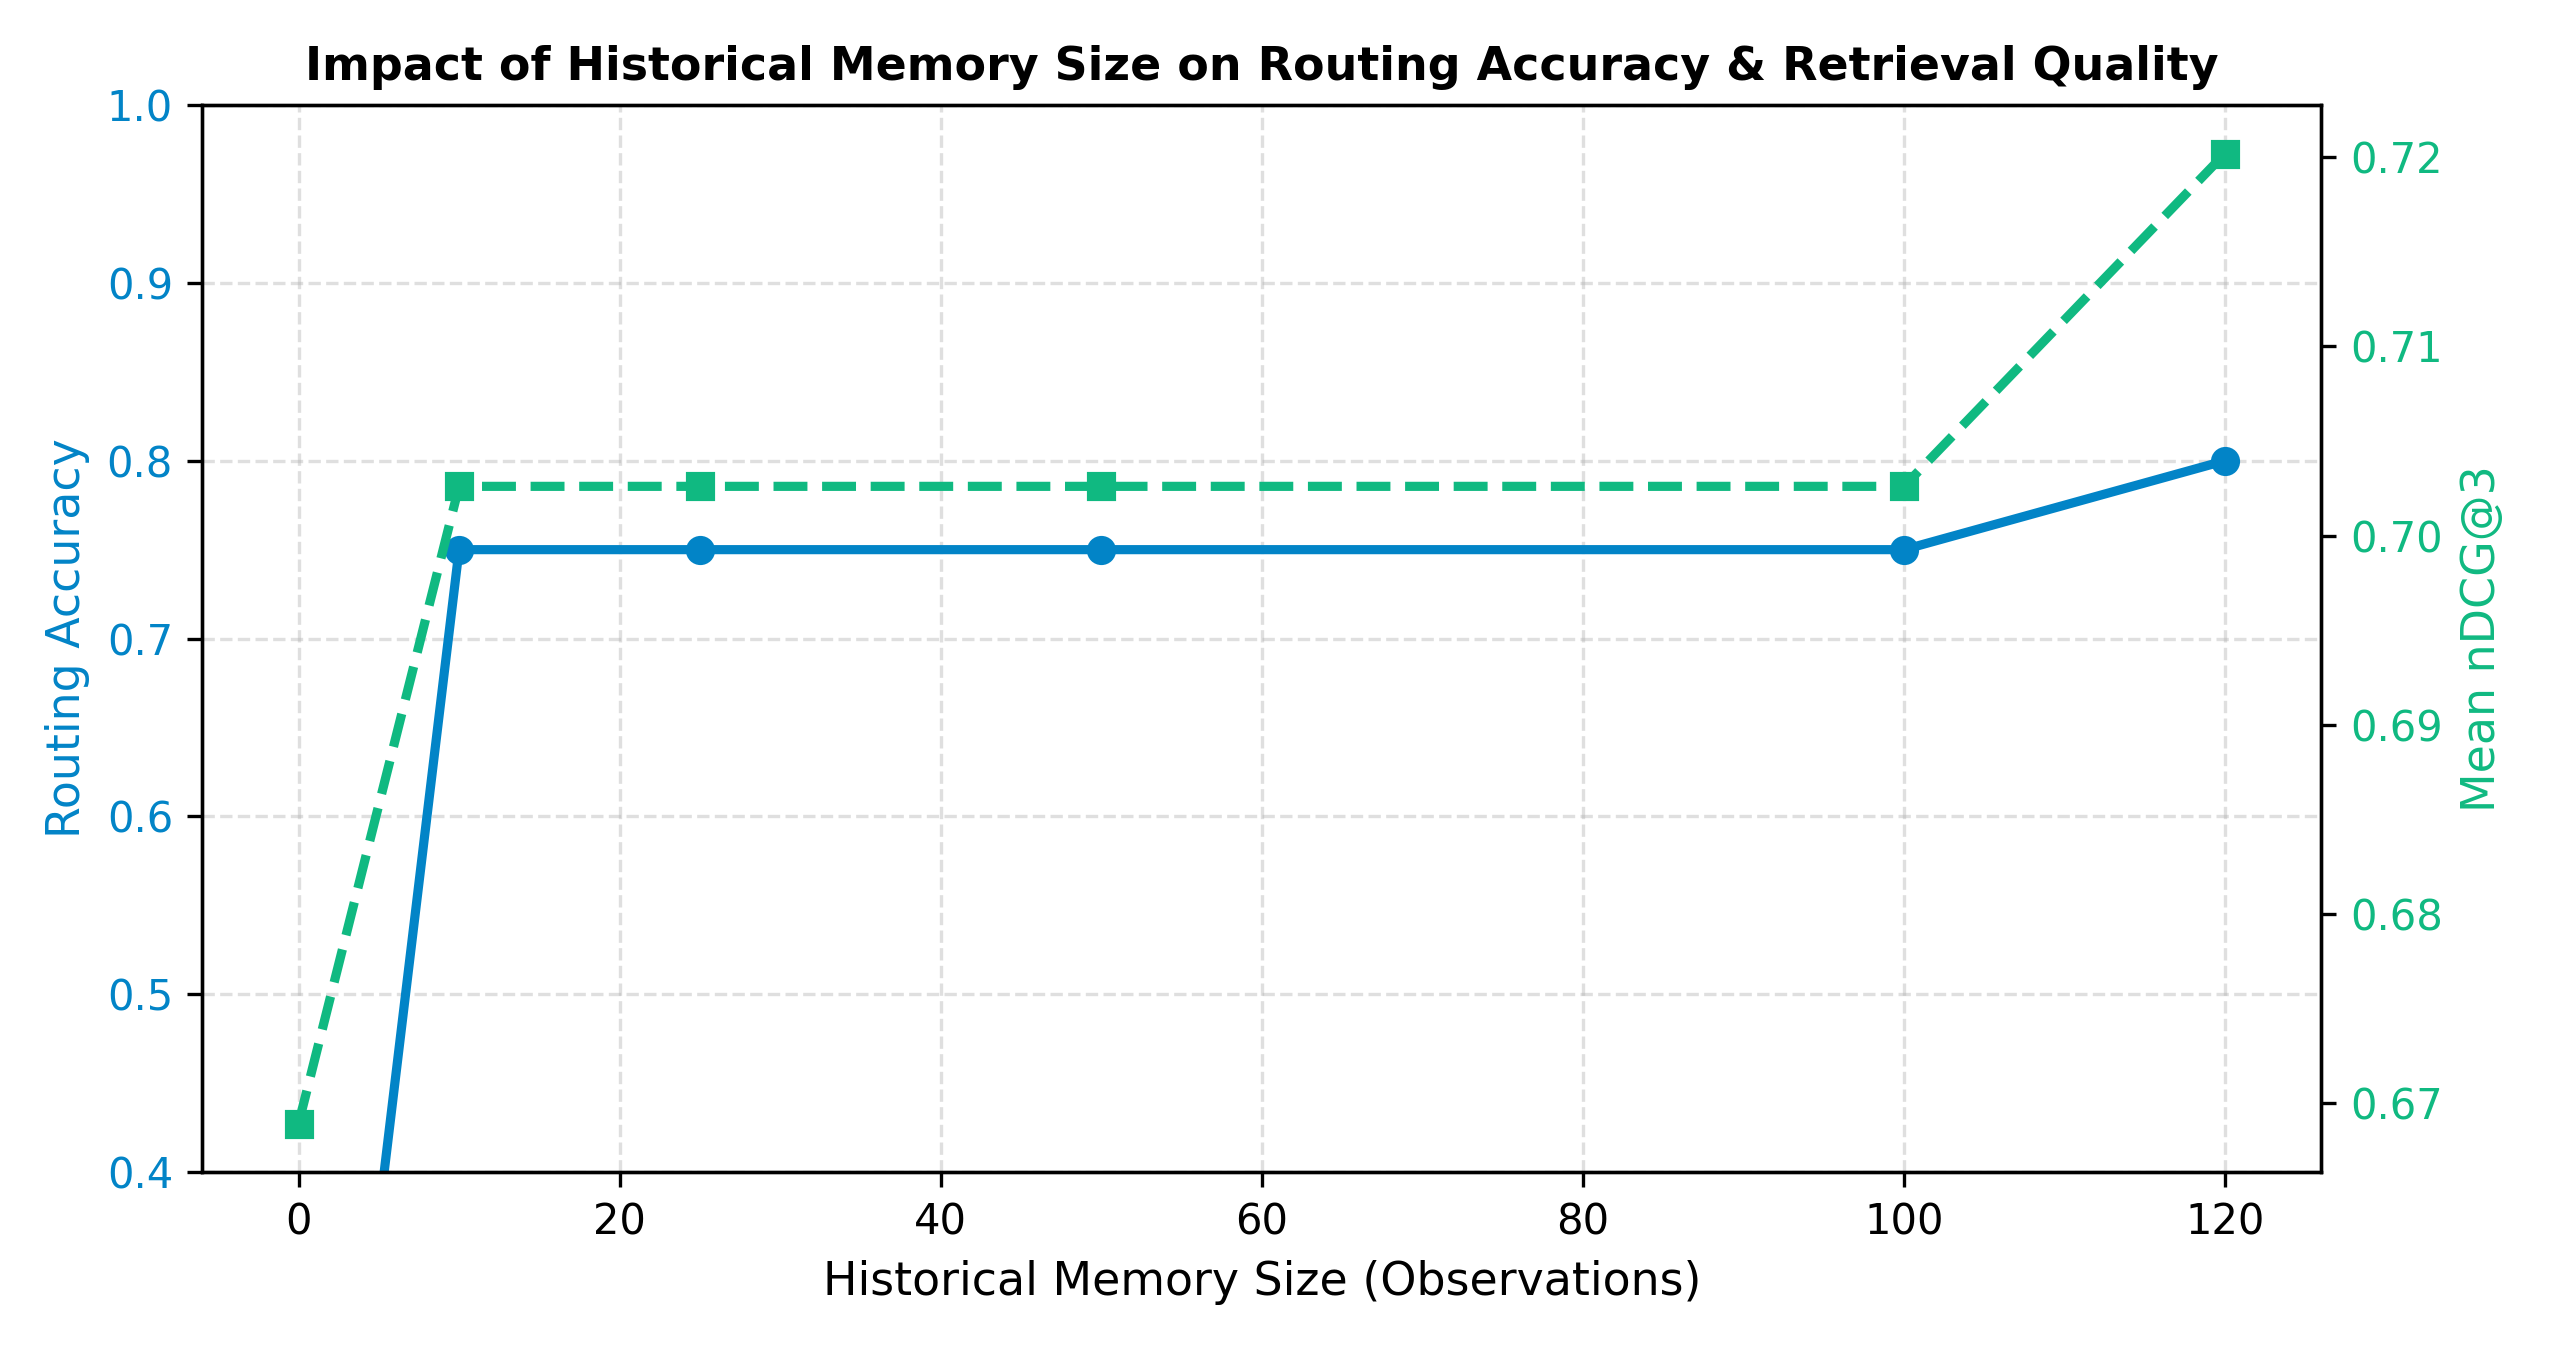 Impact of Historical Memory Size on Routing Accuracy & Retrieval Quality
1.0
0.9
0.8
0.7
0.6
0.5
0.4
Routing Accuracy
0.72
0.71
0.70
0.69
0.68
0.67
Mean nDCG@3
0 20 40 60 80 100 120
Historical Memory Size (Observations)